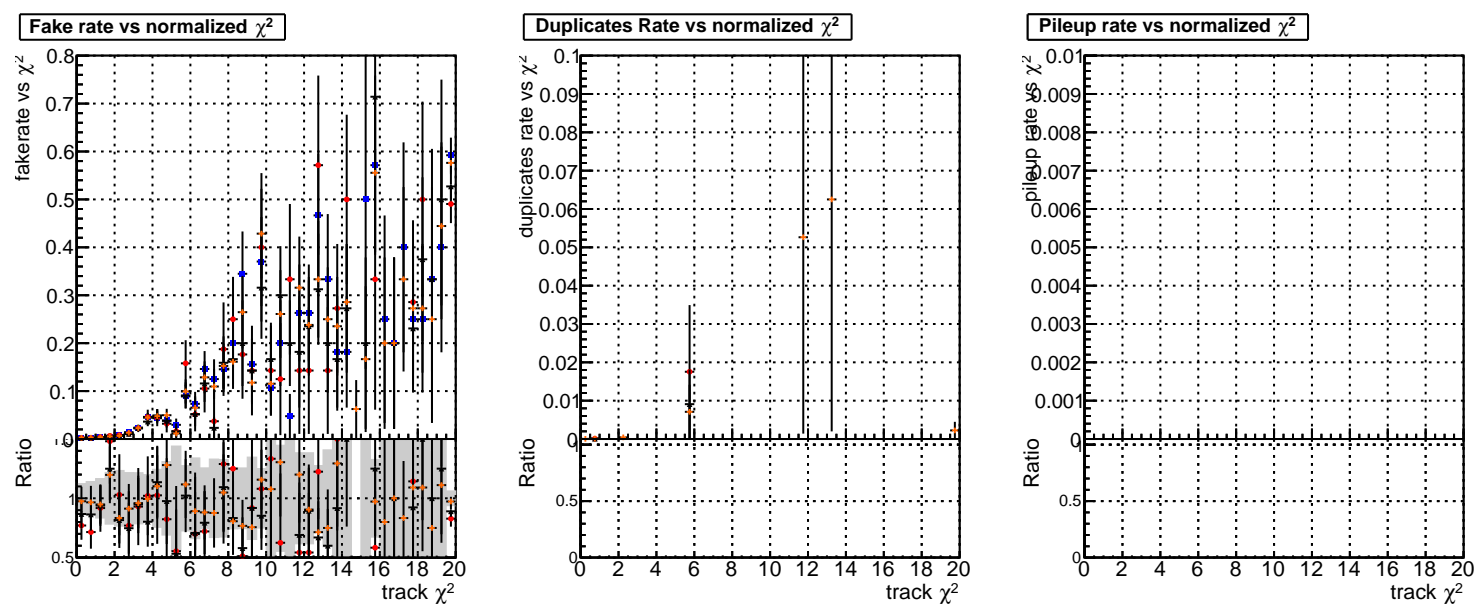 Fake rate vs normalized χ²
fakerate vs χ²
0.8
0.7
0.6
0.5
0.4
0.3
0.2
0.1
Ratio
1
0.5
0 2 4 6 8 10 12 14 16 18 20
track χ²
Duplicates Rate vs normalized χ²
duplicates rate vs χ²
0.1
0.09
0.08
0.07
0.06
0.05
0.04
0.03
0.02
0.01
0
Ratio
1
0.5
0
0 2 4 6 8 10 12 14 16 18 20
track χ²
Pileup rate vs normalized χ²
pileup rate vs χ²
0.01
0.009
0.008
0.007
0.006
0.005
0.004
0.003
0.002
0.001
0
Ratio
1
0.5
0
0 2 4 6 8 10 12 14 16 18 20
track χ²